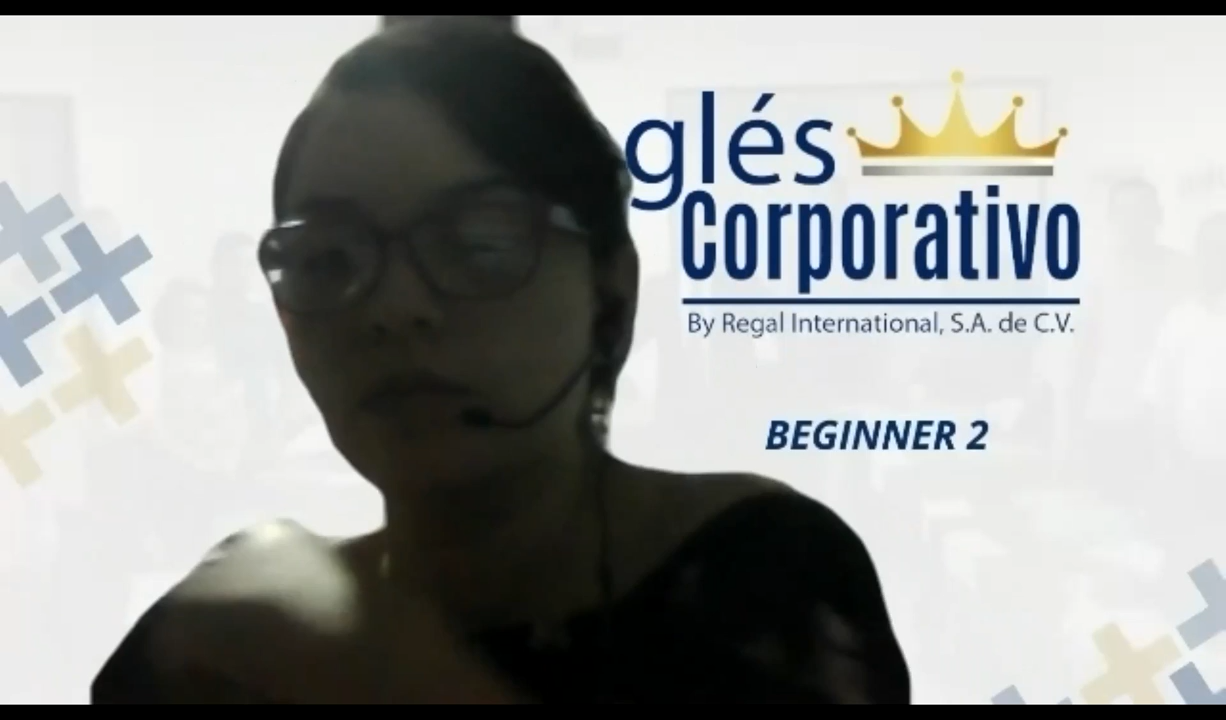 glés
Corporativo
By Regal International, S.A. de C.V.
BEGINNER 2